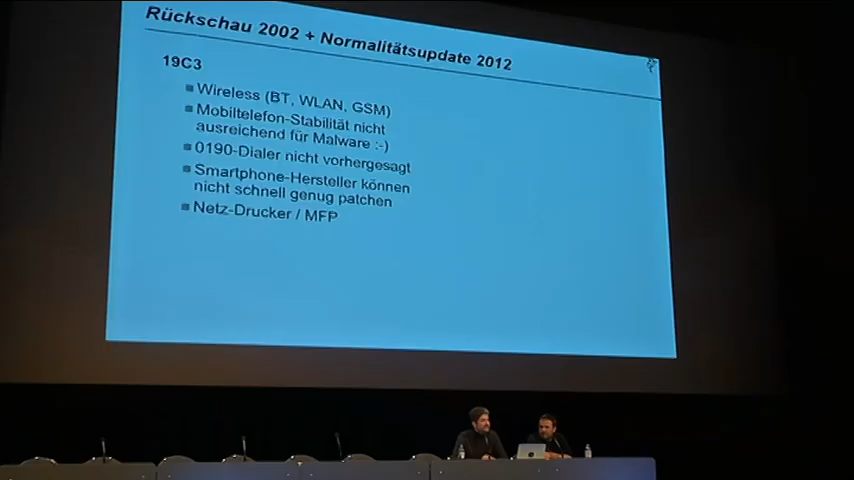 Rückschau 2002 + Normalitätsupdate 2012
19C3
Wireless (BT, WLAN, GSM)
Mobiltelefon-Stabilität nicht
ausreichend für Malware :-)
0190-Dialer nicht vorhergesagt
Smartphone-Hersteller können
nicht schnell genug patchen
Netz-Drucker / MFP